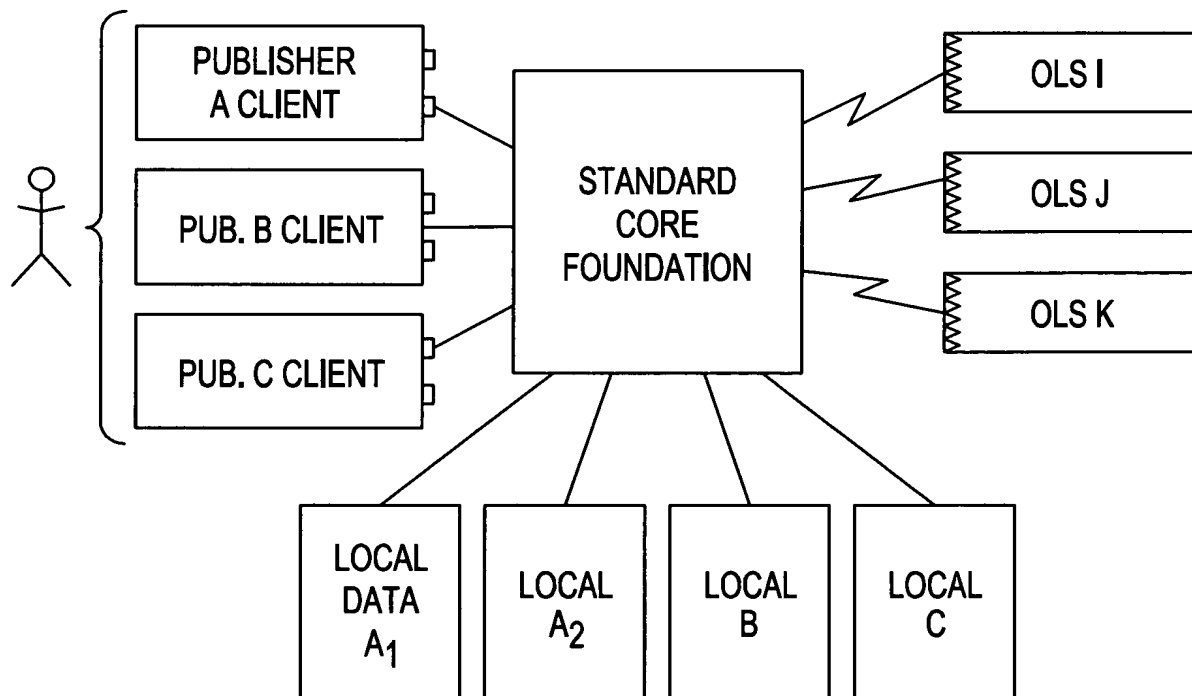 PUBLISHER
A CLIENT
PUB. B CLIENT
PUB. C CLIENT
STANDARD
CORE
FOUNDATION
OLS I
OLS J
OLS K
LOCAL
DATA
A1
LOCAL
A2
LOCAL
B
LOCAL
C